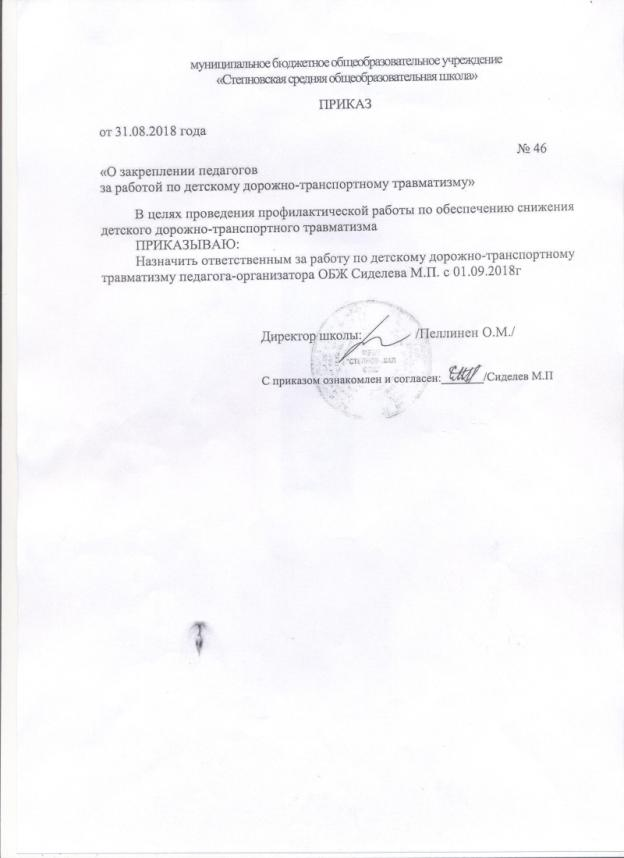 муниципальное бюджетное общеобразовательное учреждение
«Степновская средняя общеобразовательная школа»
ПРИКАЗ
от 31.08.2018 года
№ 46
«О закреплении педагогов
за работой по детскому дорожно-транспортному травматизму»
В целях проведения профилактической работы по обеспечению снижения
детского дорожно-транспортного травматизма
ПРИКАЗЫВАЮ:
Назначить ответственным за работу по детскому дорожно-транспортному
травматизму педагога-организатора ОБЖ Сиделева М.П. с 01.09.2018г
Директор школы: /Пеллинен О.М./
С приказом ознакомлен и согласен: /Сиделев М.П